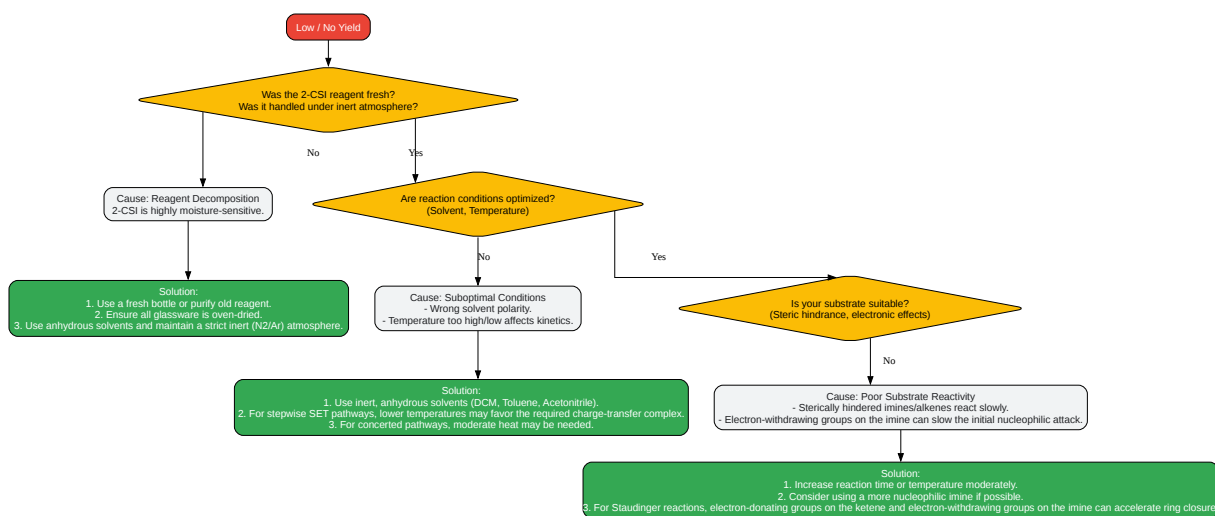 Low / No Yield
Was the 2-CSI reagent fresh?
Was it handled under inert atmosphere?
No
Yes
Cause: Reagent Decomposition
2-CSI is highly moisture-sensitive.
Are reaction conditions optimized?
(Solvent, Temperature)
No
Yes
Solution:
1. Use a fresh bottle or purify old reagent.
2. Ensure all glassware is oven-dried.
3. Use anhydrous solvents and maintain a strict inert (N2/Ar) atmosphere.
Cause: Suboptimal Conditions
- Wrong solvent polarity.
- Temperature too high/low affects kinetics.
Is your substrate suitable?
(Steric hindrance, electronic effects)
No
Solution:
1. Use inert, anhydrous solvents (DCM, Toluene, Acetonitrile).
2. For stepwise SET pathways, lower temperatures may favor the required charge-transfer complex.
3. For concerted pathways, moderate heat may be needed.
Cause: Poor Substrate Reactivity
- Sterically hindered imines/alkenes react slowly.
- Electron-withdrawing groups on the imine can slow the initial nucleophilic attack.
Solution:
1. Increase reaction time or temperature moderately.
2. Consider using a more nucleophilic imine if possible.
3. For Staudinger reactions, electron-donating groups on the ketene and electron-withdrawing groups on the imine can accelerate ring closure